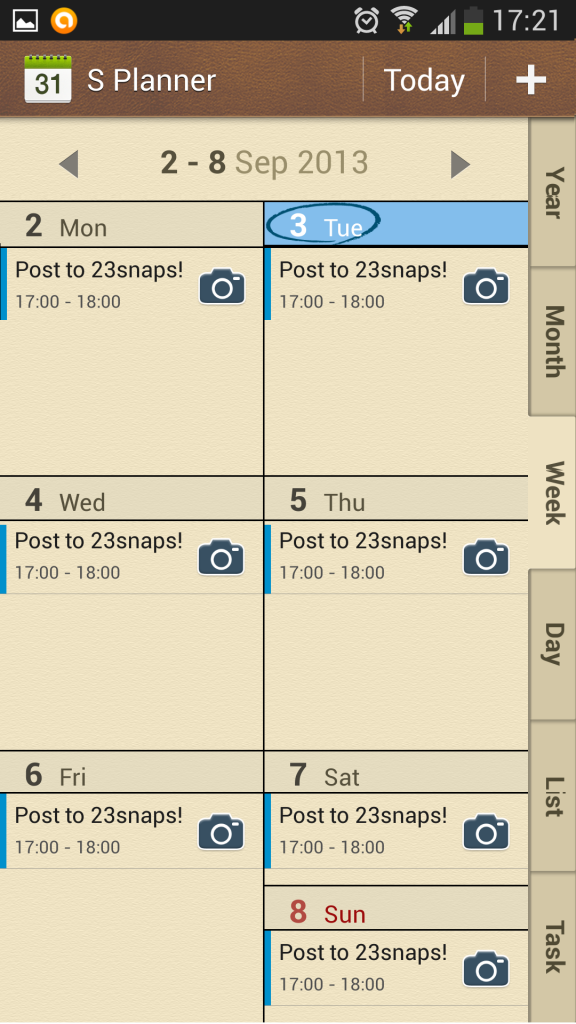 17:21
31 S Planner Today +
2 - 8 Sep 2013
2 Mon
Post to 23snaps!
17:00 - 18:00
3 Tue
Post to 23snaps!
17:00 - 18:00
4 Wed
Post to 23snaps!
17:00 - 18:00
5 Thu
Post to 23snaps!
17:00 - 18:00
6 Fri
Post to 23snaps!
17:00 - 18:00
7 Sat
Post to 23snaps!
17:00 - 18:00
8 Sun
Post to 23snaps!
17:00 - 18:00
Year
Month
Week
Day
List
Task